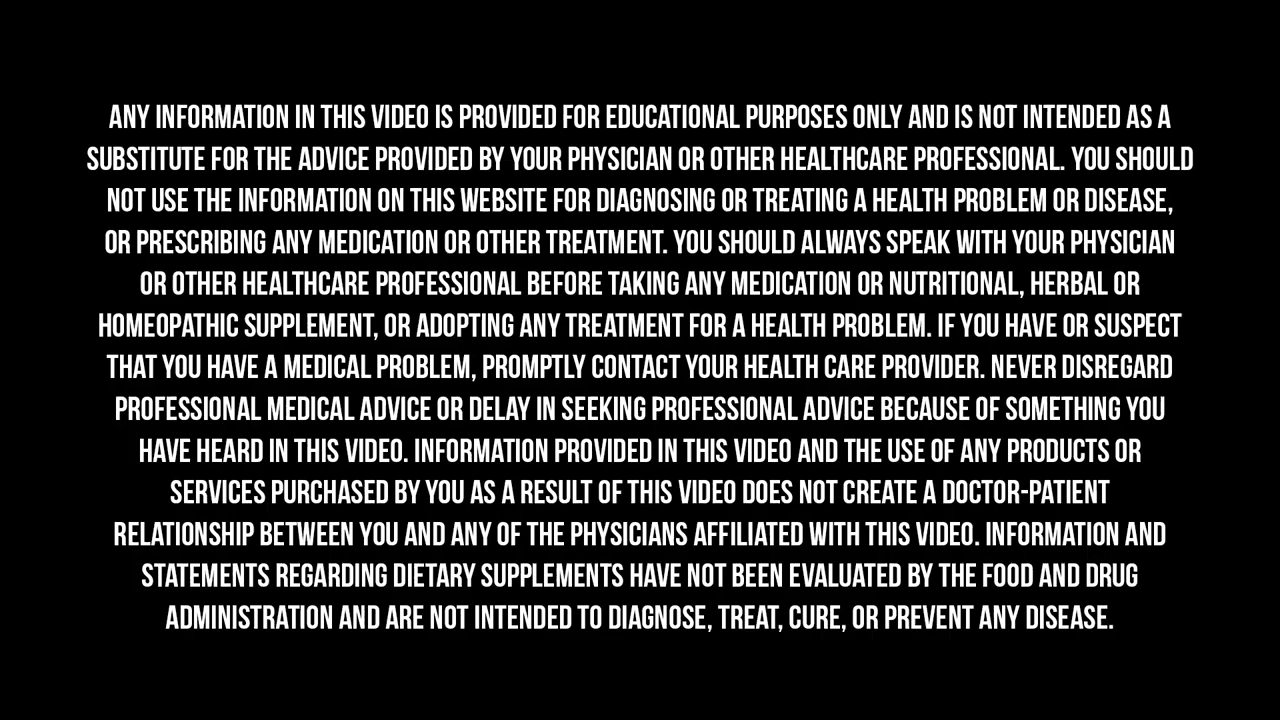 ANY INFORMATION IN THIS VIDEO IS PROVIDED FOR EDUCATIONAL PURPOSES ONLY AND IS NOT INTENDED AS A
SUBSTITUTE FOR THE ADVICE PROVIDED BY YOUR PHYSICIAN OR OTHER HEALTHCARE PROFESSIONAL. YOU SHOULD
NOT USE THE INFORMATION ON THIS WEBSITE FOR DIAGNOSING OR TREATING A HEALTH PROBLEM OR DISEASE,
OR PRESCRIBING ANY MEDICATION OR OTHER TREATMENT. YOU SHOULD ALWAYS SPEAK WITH YOUR PHYSICIAN
OR OTHER HEALTHCARE PROFESSIONAL BEFORE TAKING ANY MEDICATION OR NUTRITIONAL, HERBAL OR
HOMEOPATHIC SUPPLEMENT, OR ADOPTING ANY TREATMENT FOR A HEALTH PROBLEM. IF YOU HAVE OR SUSPECT
THAT YOU HAVE A MEDICAL PROBLEM, PROMPTLY CONTACT YOUR HEALTH CARE PROVIDER. NEVER DISREGARD
PROFESSIONAL MEDICAL ADVICE OR DELAY IN SEEKING PROFESSIONAL ADVICE BECAUSE OF SOMETHING YOU
HAVE HEARD IN THIS VIDEO. INFORMATION PROVIDED IN THIS VIDEO AND THE USE OF ANY PRODUCTS OR
SERVICES PURCHASED BY YOU AS A RESULT OF THIS VIDEO DOES NOT CREATE A DOCTOR-PATIENT
RELATIONSHIP BETWEEN YOU AND ANY OF THE PHYSICIANS AFFILIATED WITH THIS VIDEO. INFORMATION AND
STATEMENTS REGARDING DIETARY SUPPLEMENTS HAVE NOT BEEN EVALUATED BY THE FOOD AND DRUG
ADMINISTRATION AND ARE NOT INTENDED TO DIAGNOSE, TREAT, CURE, OR PREVENT ANY DISEASE.